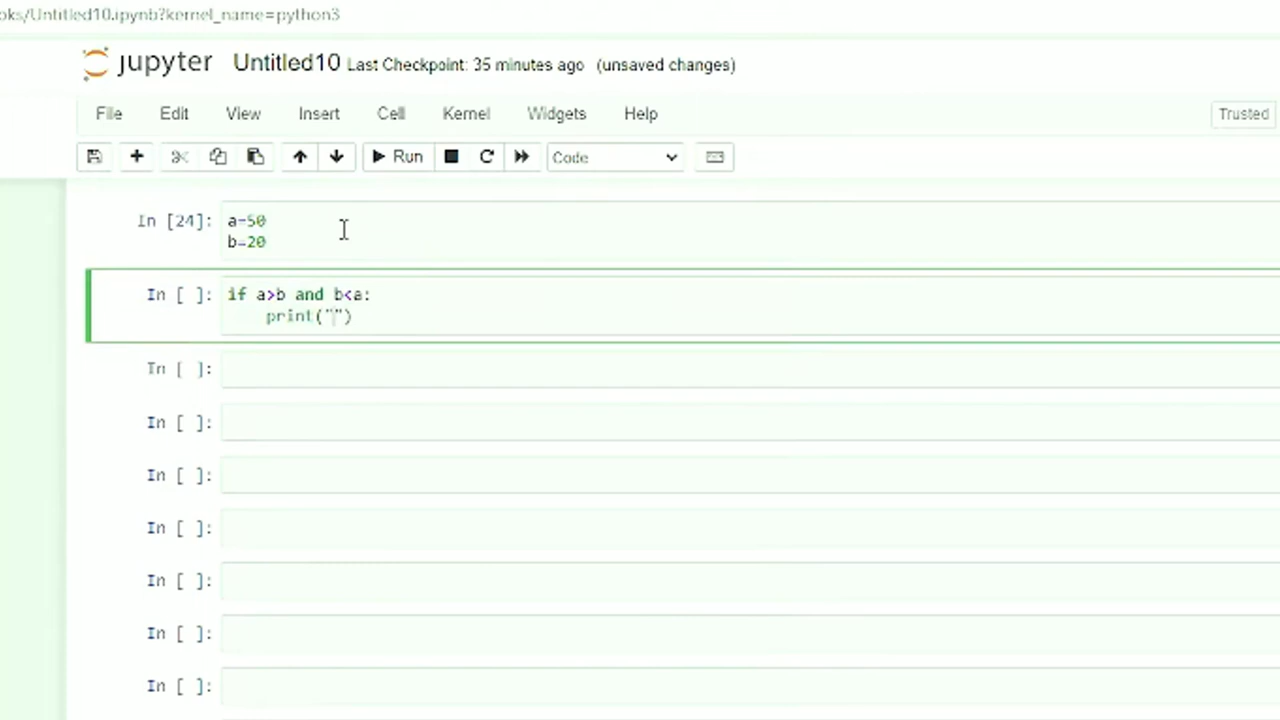 oks/Untitled10.ipynb?kernel_name=python3
jupyter Untitled10 Last Checkpoint: 35 minutes ago (unsaved changes)
File Edit View Insert Cell Kernel Widgets Help Trusted
Run Code
In [24]: a=50
b=20
In [ ]: if a>b and b<a:
print("")
In [ ]:
In [ ]:
In [ ]:
In [ ]:
In [ ]:
In [ ]:
In [ ]: